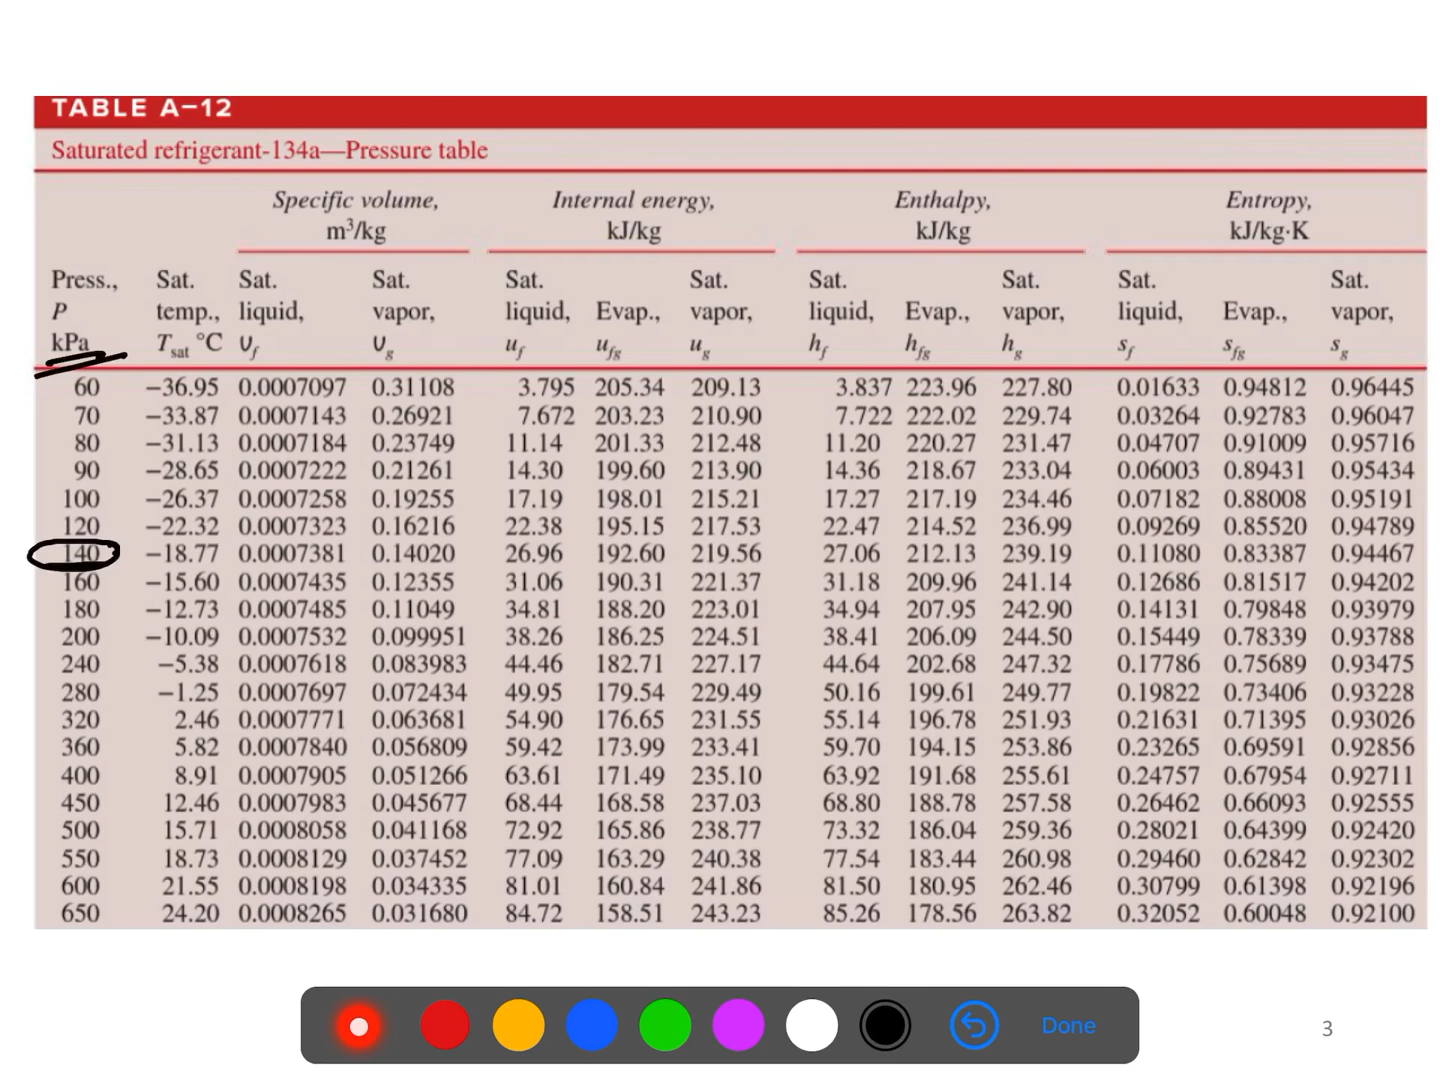 TABLE A–12
Saturated refrigerant-134a—Pressure table
Specific volume, Internal energy, Enthalpy, Entropy,
m³/kg kJ/kg kJ/kg kJ/kg·K
Press., Sat. Sat. Sat. Sat. Sat. Sat. Sat. Sat. Sat.
P temp., liquid, vapor, liquid, Evap., vapor, liquid, Evap., vapor, liquid, Evap., vapor,
kPa Tsat °C υf υg uf ufg ug hf hfg hg sf sfg sg
60 −36.95 0.0007097 0.31108 3.795 205.34 209.13 3.837 223.96 227.80 0.01633 0.94812 0.96445
70 −33.87 0.0007143 0.26921 7.672 203.23 210.90 7.722 222.02 229.74 0.03264 0.92783 0.96047
80 −31.13 0.0007184 0.23749 11.14 201.33 212.48 11.20 220.27 231.47 0.04707 0.91009 0.95716
90 −28.65 0.0007222 0.21261 14.30 199.60 213.90 14.36 218.67 233.04 0.06003 0.89431 0.95434
100 −26.37 0.0007258 0.19255 17.19 198.01 215.21 17.27 217.19 234.46 0.07182 0.88008 0.95191
120 −22.32 0.0007323 0.16216 22.38 195.15 217.53 22.47 214.52 236.99 0.09269 0.85520 0.94789
140 −18.77 0.0007381 0.14020 26.96 192.60 219.56 27.06 212.13 239.19 0.11080 0.83387 0.94467
160 −15.60 0.0007435 0.12355 31.06 190.31 221.37 31.18 209.96 241.14 0.12686 0.81517 0.94202
180 −12.73 0.0007485 0.11049 34.81 188.20 223.01 34.94 207.95 242.90 0.14131 0.79848 0.93979
200 −10.09 0.0007532 0.099951 38.26 186.25 224.51 38.41 206.09 244.50 0.15449 0.78339 0.93788
240 −5.38 0.0007618 0.083983 44.46 182.71 227.17 44.64 202.68 247.32 0.17786 0.75689 0.93475
280 −1.25 0.0007697 0.072434 49.95 179.54 229.49 50.16 199.61 249.77 0.19822 0.73406 0.93228
320 2.46 0.0007771 0.063681 54.90 176.65 231.55 55.14 196.78 251.93 0.21631 0.71395 0.93026
360 5.82 0.0007840 0.056809 59.42 173.99 233.41 59.70 194.15 253.86 0.23265 0.69591 0.92856
400 8.91 0.0007905 0.051266 63.61 171.49 235.10 63.92 191.68 255.61 0.24757 0.67954 0.92711
450 12.46 0.0007983 0.045677 68.44 168.58 237.03 68.80 188.78 257.58 0.26462 0.66093 0.92555
500 15.71 0.0008058 0.041168 72.92 165.86 238.77 73.32 186.04 259.36 0.28021 0.64399 0.92420
550 18.73 0.0008129 0.037452 77.09 163.29 240.38 77.54 183.44 260.98 0.29460 0.62842 0.92302
600 21.55 0.0008198 0.034335 81.01 160.84 241.86 81.50 180.95 262.46 0.30799 0.61398 0.92196
650 24.20 0.0008265 0.031680 84.72 158.51 243.23 85.26 178.56 263.82 0.32052 0.60048 0.92100
Done
3